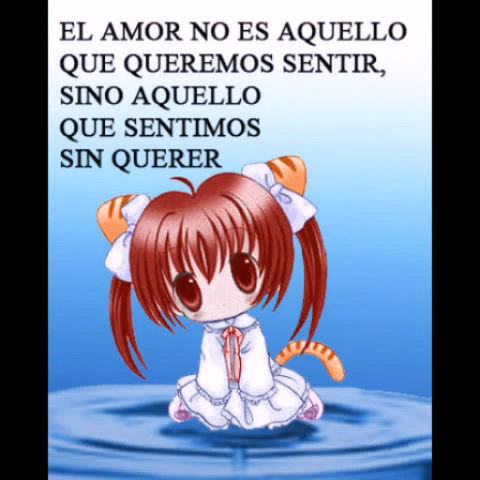 EL AMOR NO ES AQUELLO
QUE QUEREMOS SENTIR,
SINO AQUELLO
QUE SENTIMOS
SIN QUERER